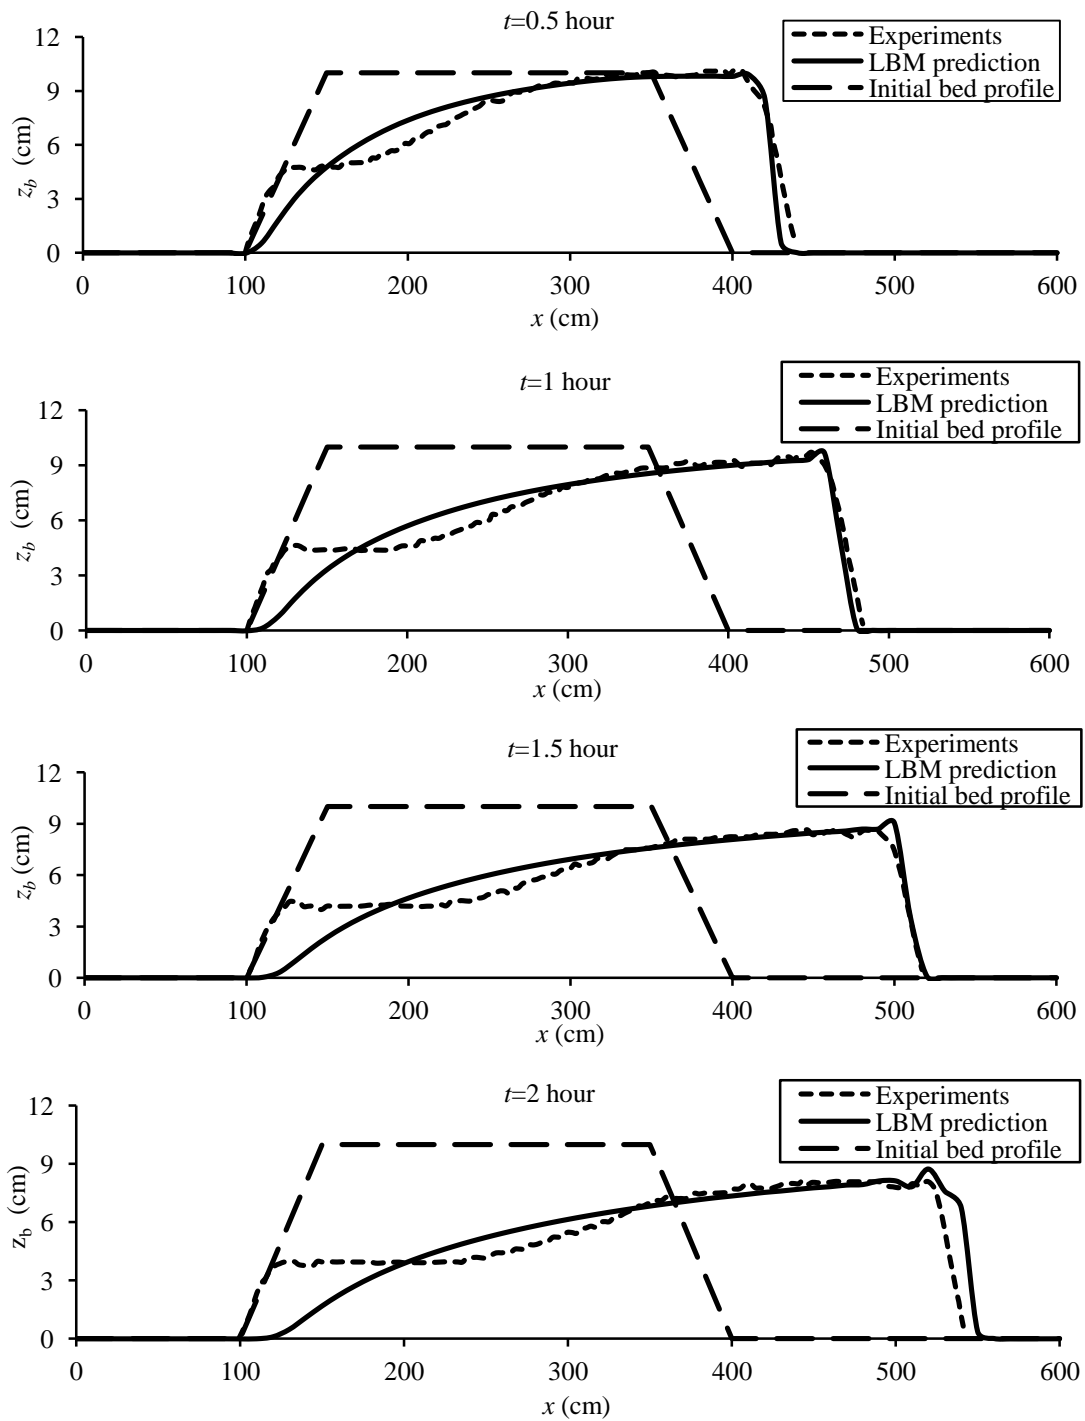 t=0.5 hour
Experiments
LBM prediction
Initial bed profile
12
9
6
3
0
z_b (cm)
0 100 200 300 400 500 600
x (cm)
t=1 hour
Experiments
LBM prediction
Initial bed profile
12
9
6
3
0
z_b (cm)
0 100 200 300 400 500 600
x (cm)
t=1.5 hour
Experiments
LBM prediction
Initial bed profile
12
9
6
3
0
z_b (cm)
0 100 200 300 400 500 600
x (cm)
t=2 hour
Experiments
LBM prediction
Initial bed profile
12
9
6
3
0
z_b (cm)
0 100 200 300 400 500 600
x (cm)